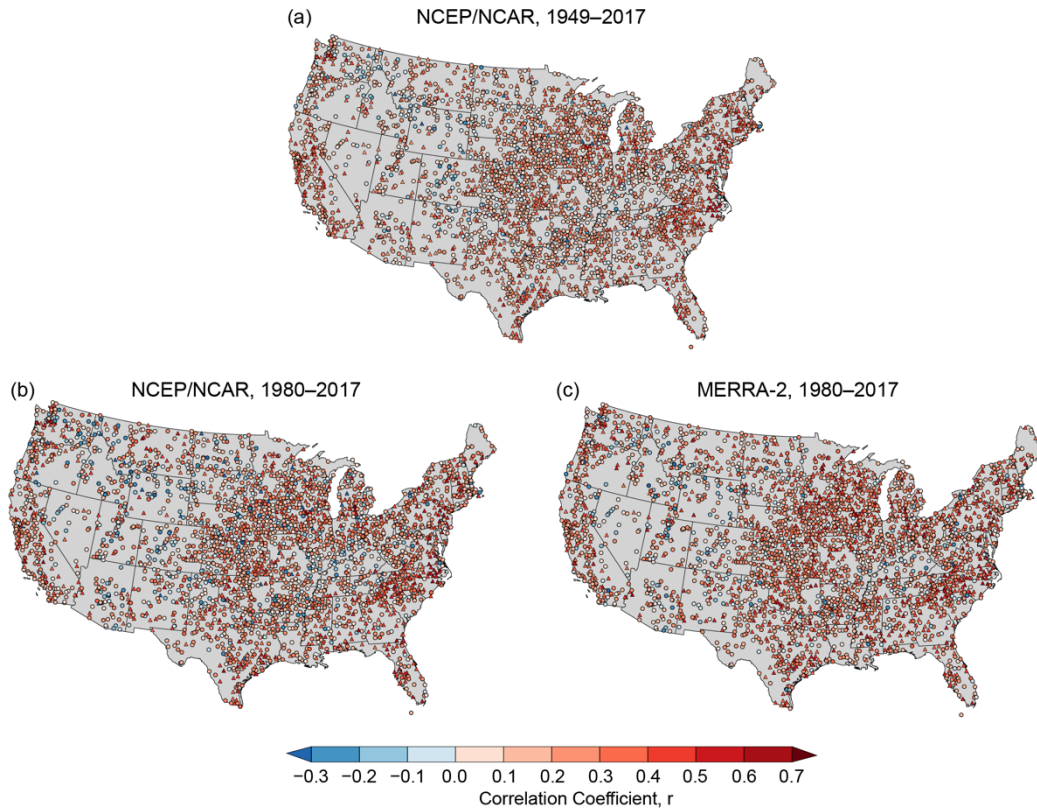 (a) NCEP/NCAR, 1949–2017
(b) NCEP/NCAR, 1980–2017
(c) MERRA-2, 1980–2017
−0.3 −0.2 −0.1 0.0 0.1 0.2 0.3 0.4 0.5 0.6 0.7
Correlation Coefficient, r